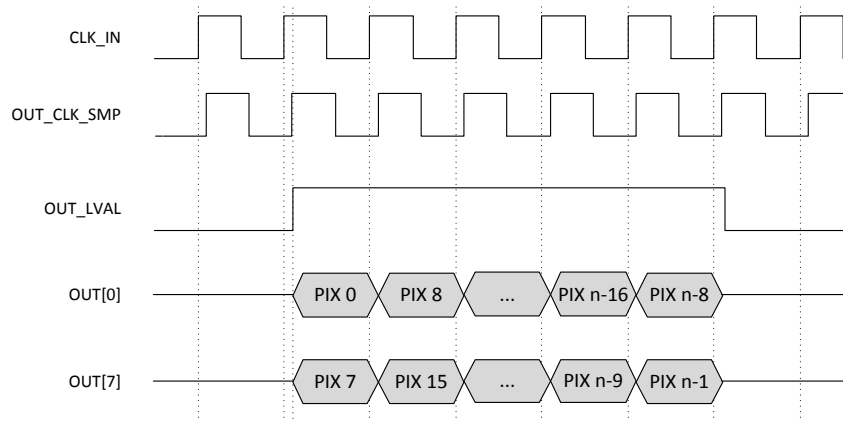 CLK_IN
OUT_CLK_SMP
OUT_LVAL
OUT[0] PIX 0 PIX 8 ... PIX n-16 PIX n-8
OUT[7] PIX 7 PIX 15 ... PIX n-9 PIX n-1